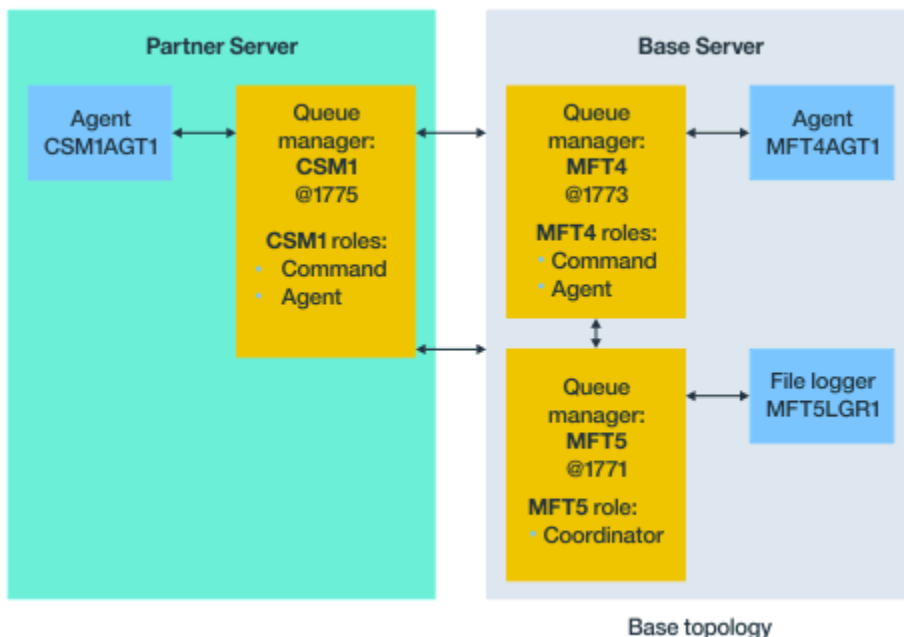 Partner Server
Agent
CSM1AGT1
Queue
manager:
CSM1
@1775
CSM1 roles:
• Command
• Agent
Base Server
Queue
manager:
MFT4
@1773
MFT4 roles:
• Command
• Agent
Agent
MFT4AGT1
Queue
manager:
MFT5
@1771
MFT5 role:
• Coordinator
File logger
MFT5LGR1
Base topology